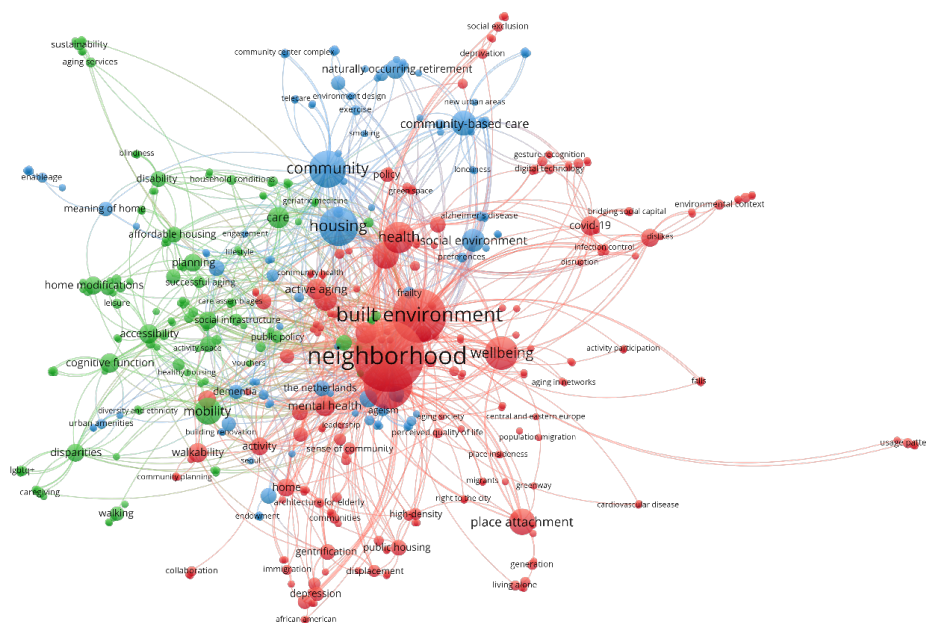 social exclusion
sustainability
community center complex
deprivation
aging services
naturally occurring retirement
telecare
environment design
new urban areas
exercise
community-based care
smoking
blindness
gesture recognition
community
digital technology
loneness
enableage
disability
household conditions
policy
green space
geriatric medicine
environmental context
meaning of home
care
alzheimer's disease
bridging social capital
housing
covid-19
affordable housing
engagement
health
social environment
dislikes
lifestyle
infection control
preferences
planning
disruption
community health
home modifications
successful aging
active aging
frailty
leisure
care assemblages
built environment
social infrastructure
accessibility
public policy
activity space
neighborhood
wellbeing
activity participation
cognitive function
vouchers
healthy housing
falls
aging in networks
dementia
the netherlands
mental health
diversity end ethnicity
mobility
ageism
aging society
central and eastern europe
urban amenities
leadership
building renovation
perceived quality of life
population migration
usage patte
disparities
walkability
activity
sense of community
place insideness
seoul
lgbtq+
community planning
migrants
greenway
caregiving
home
right to the city
architecture for elderly
cardiovascular disease
walking
endowment
communities
high-density
place attachment
gentrification
public housing
generation
collaboration
immigration
displacement
living alone
depression
african american